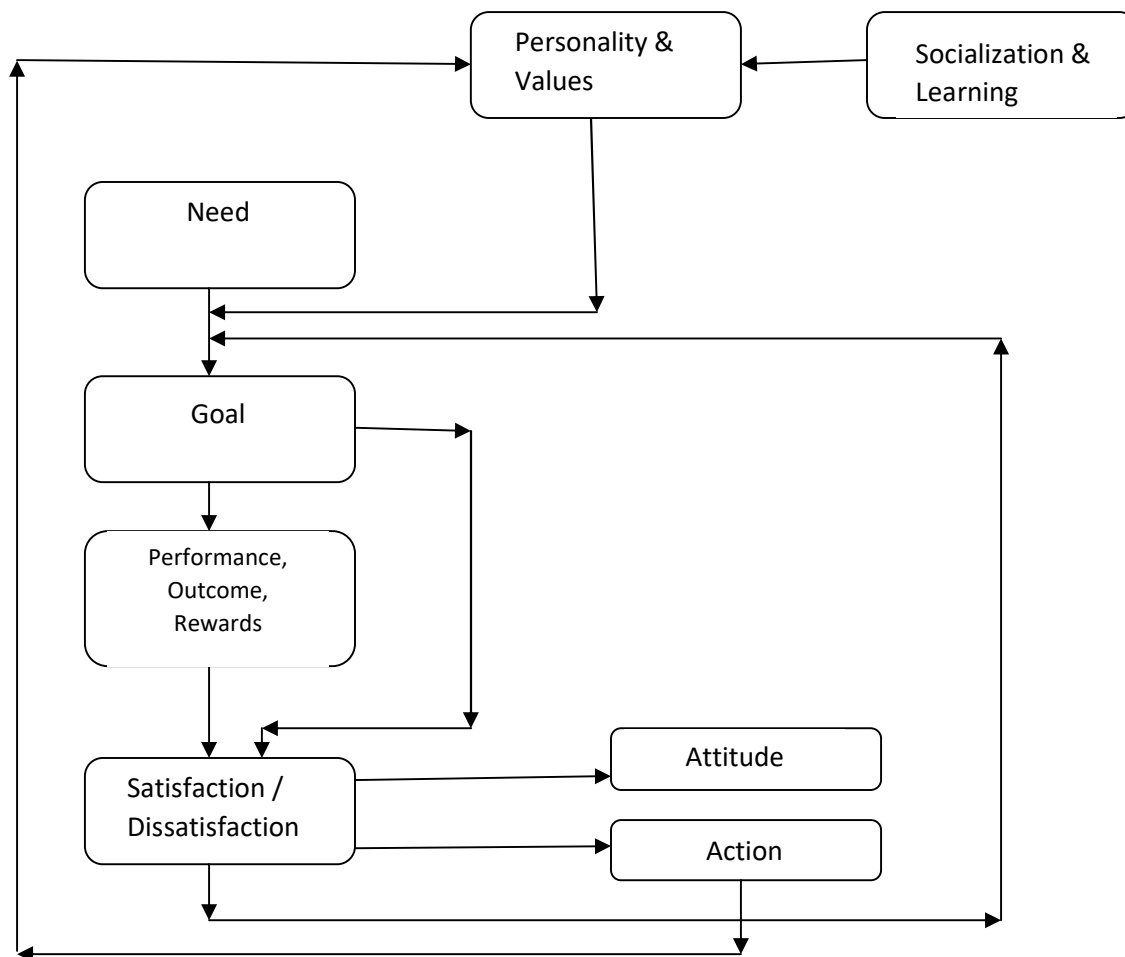 Personality &
Values
Socialization &
Learning
Need
Goal
Performance,
Outcome,
Rewards
Satisfaction /
Dissatisfaction
Attitude
Action